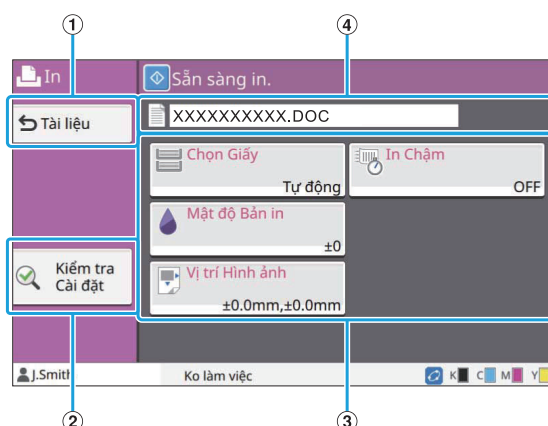 ① ④
In
Sẵn sàng in.
Tài liệu
XXXXXXXXXX.DOC
Chọn Giấy
Tự động
In Chậm
OFF
Mật độ Bản in
±0
Kiểm tra
Cài đặt
Vị trí Hình ảnh
±0.0mm,±0.0mm
J.Smith
Ko làm việc
K C M Y
② ③